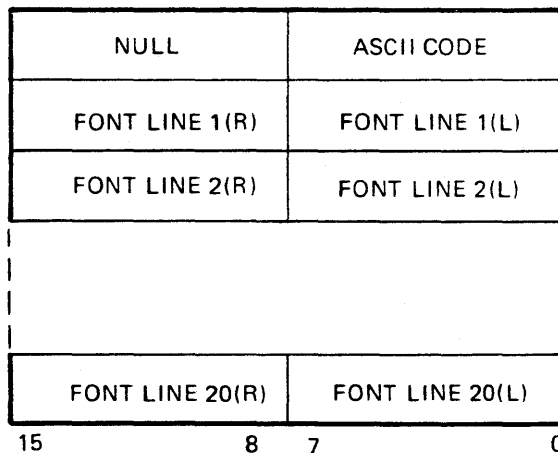 NULL ASCII CODE
FONT LINE 1(R) FONT LINE 1(L)
FONT LINE 2(R) FONT LINE 2(L)
FONT LINE 20(R) FONT LINE 20(L)
15 8 7 0